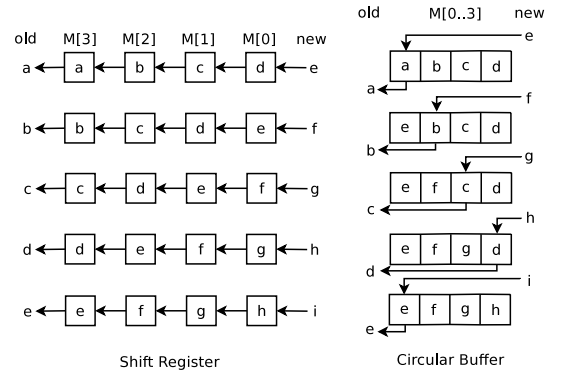 old M[3] M[2] M[1] M[0] new
a a b c d e
b b c d e f
c c d e f g
d d e f g h
e e f g h i
Shift Register
old M[0..3] new
e
a b c d
a
f
e b c d
b
g
e f c d
c
h
e f g d
d
i
e f g h
e
Circular Buffer